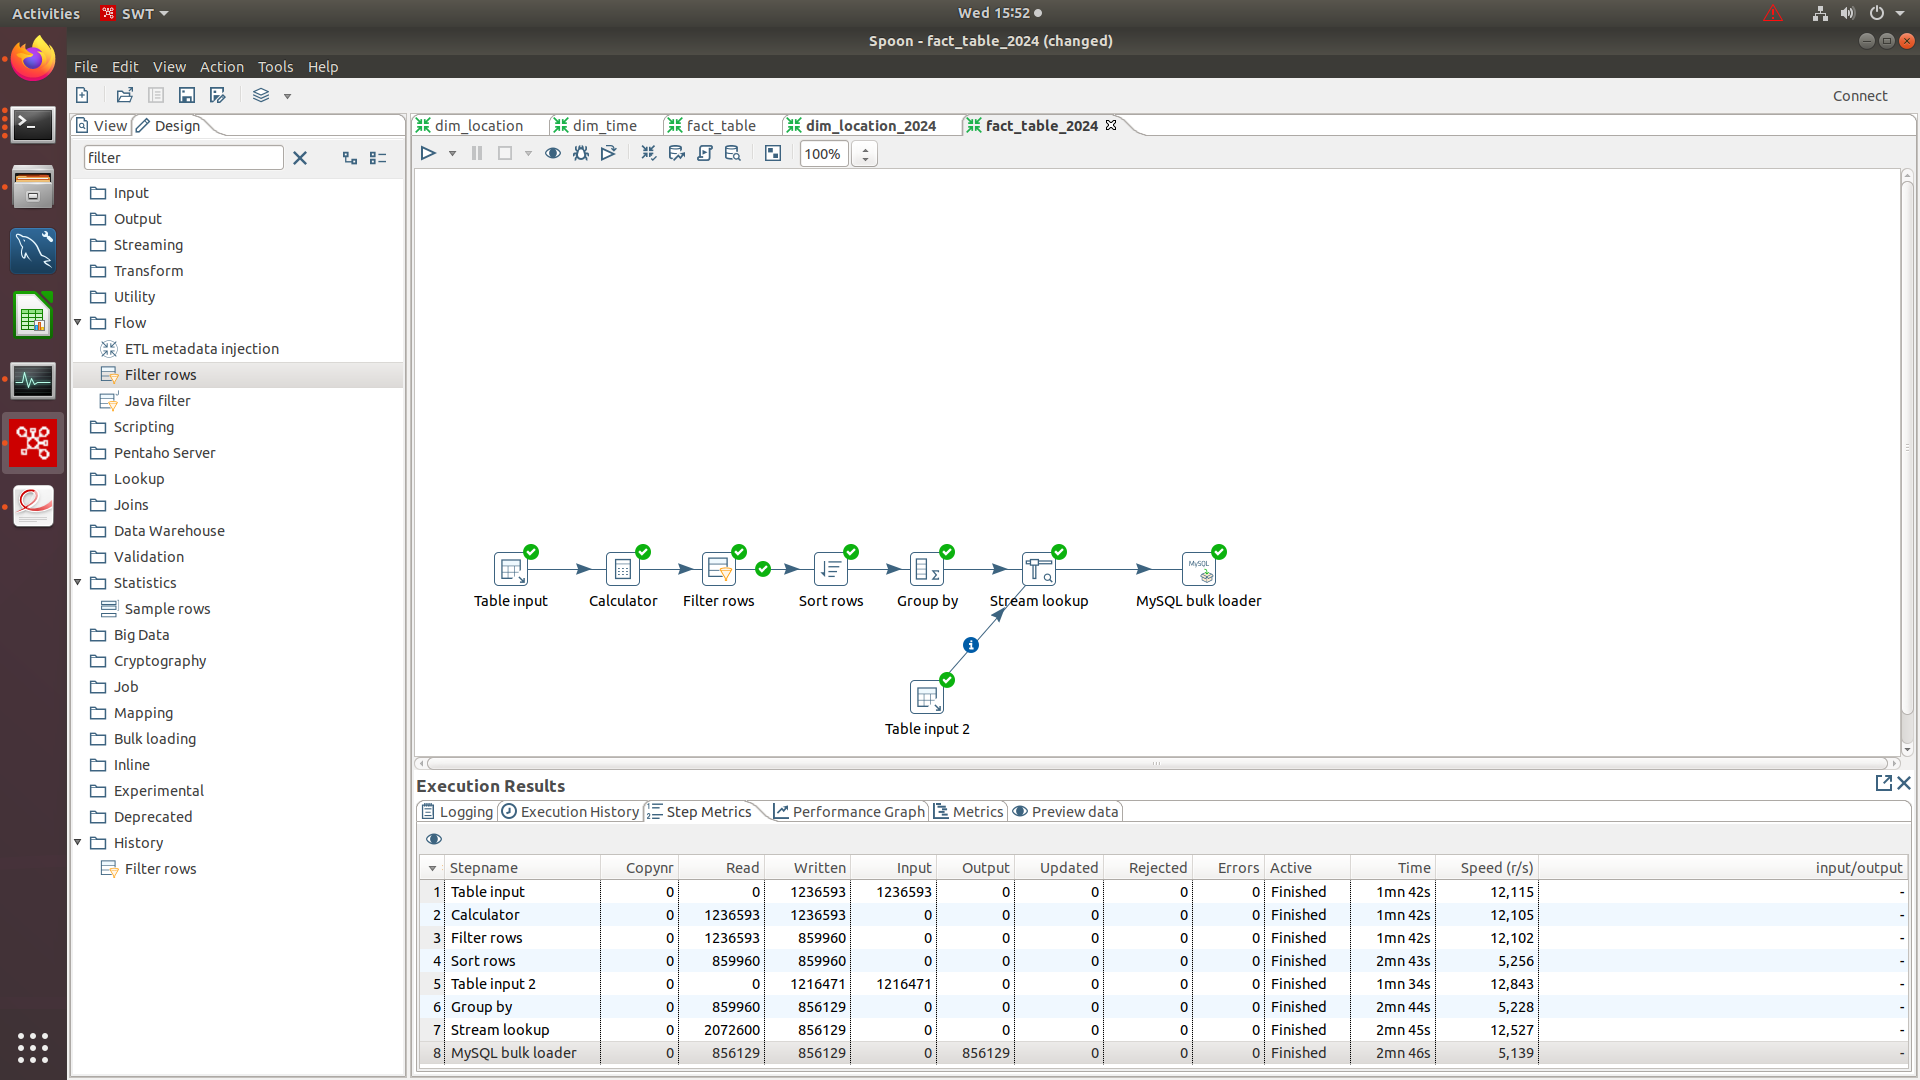 Activities SWT Wed 15:52
Spoon - fact_table_2024 (changed)
File Edit View Action Tools Help
Connect
View Design
dim_location dim_time fact_table dim_location_2024 fact_table_2024
filter
100%
Input
Output
Streaming
Transform
Utility
Flow
ETL metadata injection
Filter rows
Java filter
Scripting
Pentaho Server
Lookup
Joins
Data Warehouse
Validation
Statistics
Sample rows
Big Data
Cryptography
Job
Mapping
Bulk loading
Inline
Experimental
Deprecated
History
Filter rows
MySQL
Table input Calculator Filter rows Sort rows Group by Stream lookup MySQL bulk loader
Table input 2
Execution Results
Logging Execution History Step Metrics Performance Graph Metrics Preview data
Stepname Copynr Read Written Input Output Updated Rejected Errors Active Time Speed (r/s) input/output
1 Table input 0 0 1236593 1236593 0 0 0 0 Finished 1mn 42s 12,115 -
2 Calculator 0 1236593 1236593 0 0 0 0 0 Finished 1mn 42s 12,105 -
3 Filter rows 0 1236593 859960 0 0 0 0 0 Finished 1mn 42s 12,102 -
4 Sort rows 0 859960 859960 0 0 0 0 0 Finished 2mn 43s 5,256 -
5 Table input 2 0 0 1216471 1216471 0 0 0 0 Finished 1mn 34s 12,843 -
6 Group by 0 859960 856129 0 0 0 0 0 Finished 2mn 44s 5,228 -
7 Stream lookup 0 2072600 856129 0 0 0 0 0 Finished 2mn 45s 12,527 -
8 MySQL bulk loader 0 856129 856129 0 856129 0 0 0 Finished 2mn 46s 5,139 -